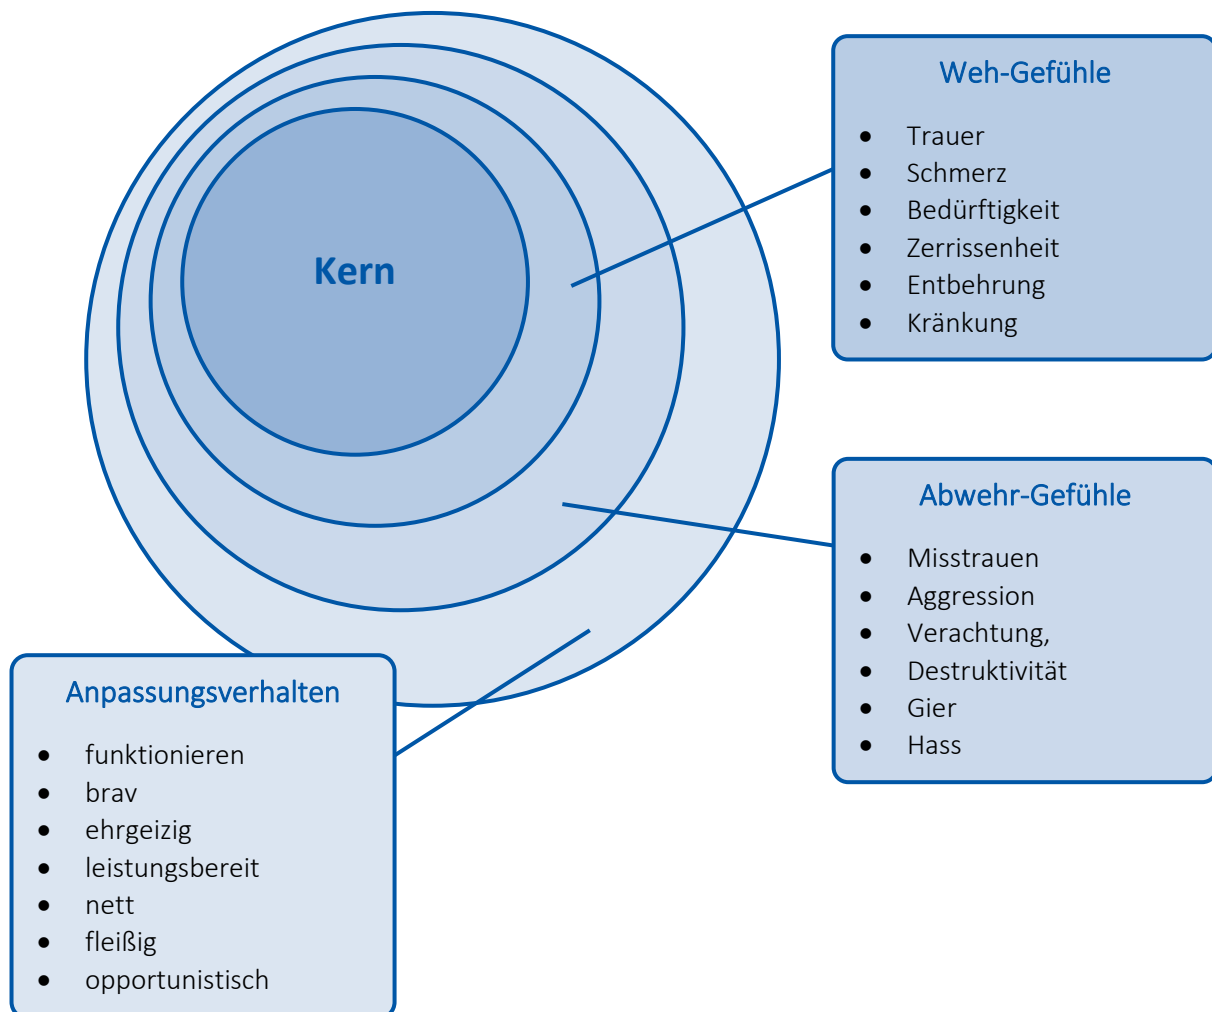 Kern
Weh-Gefühle
Trauer
Schmerz
Bedürftigkeit
Zerrissenheit
Entbehrung
Kränkung
Abwehr-Gefühle
Misstrauen
Aggression
Verachtung,
Destruktivität
Gier
Hass
Anpassungsverhalten
funktionieren
brav
ehrgeizig
leistungsbereit
nett
fleißig
opportunistisch